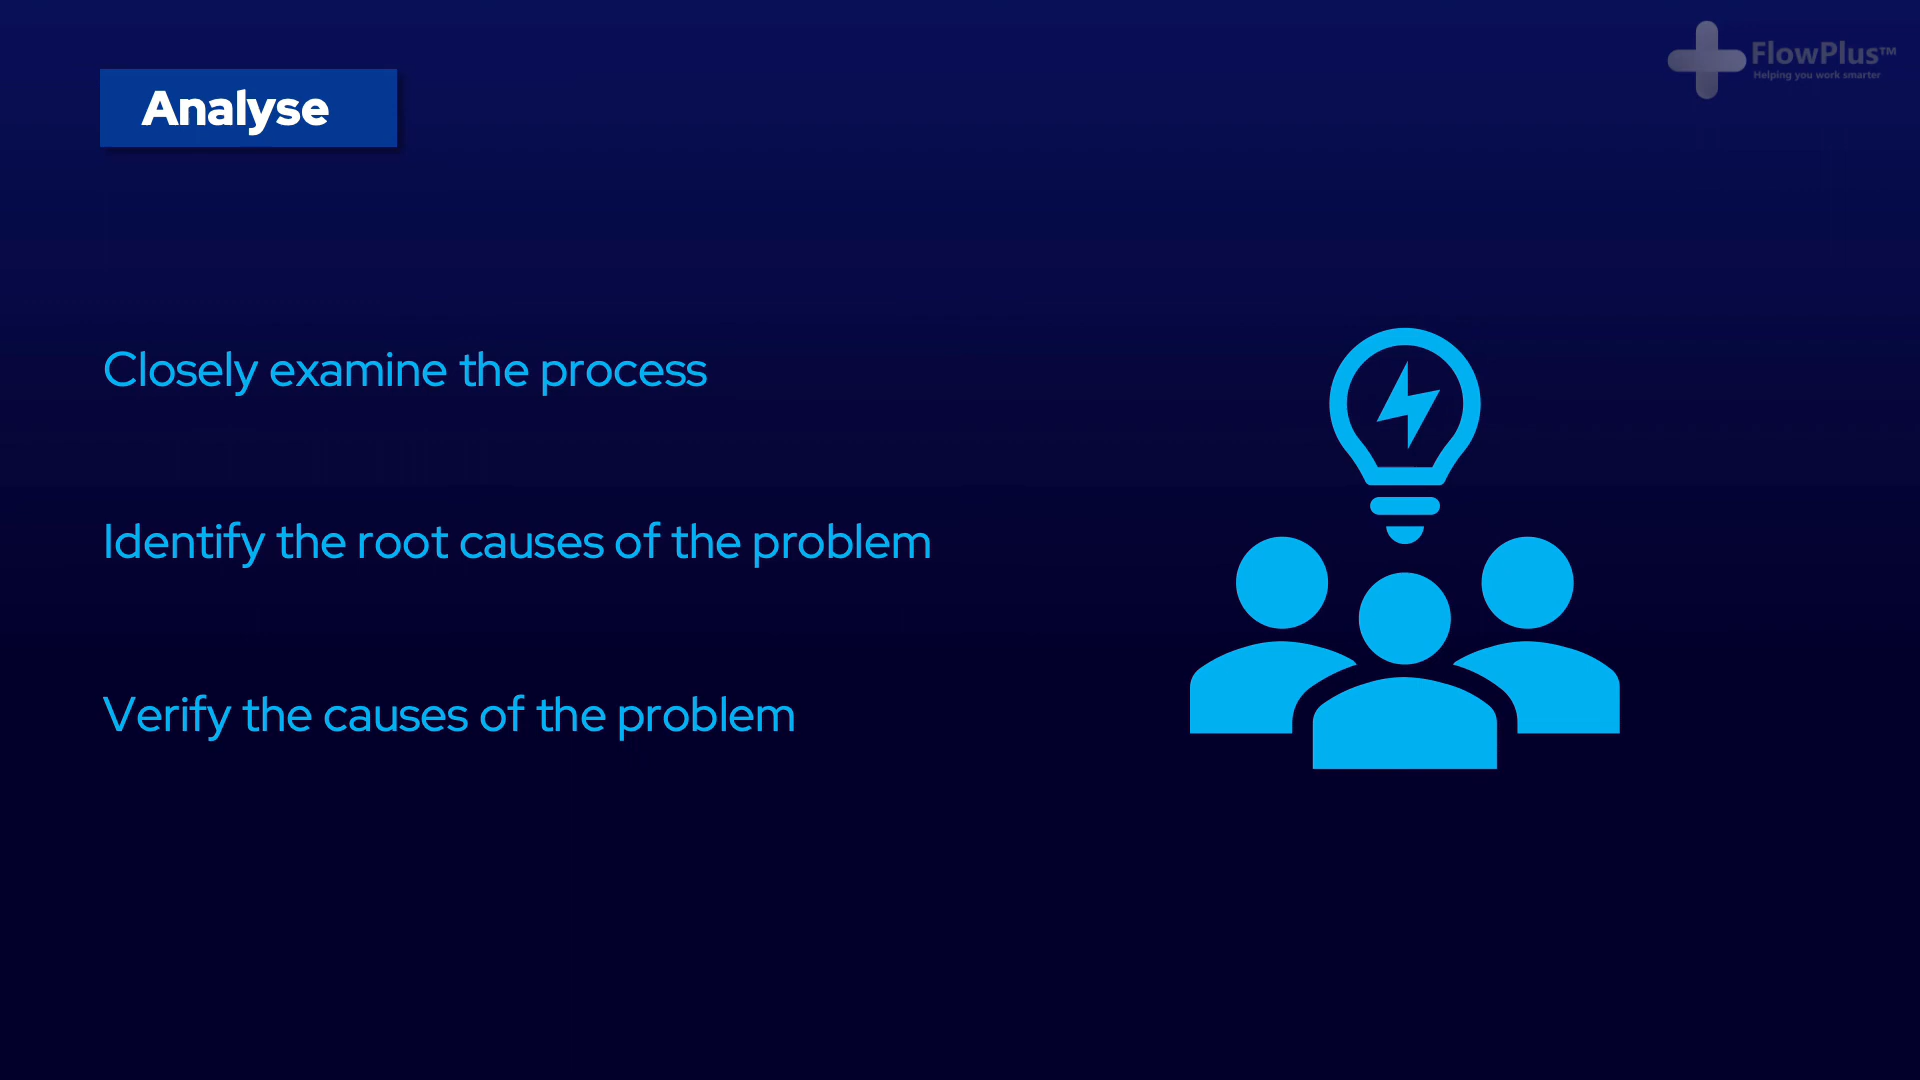 FlowPlus™
Helping you work smarter
Analyse
Closely examine the process
Identify the root causes of the problem
Verify the causes of the problem